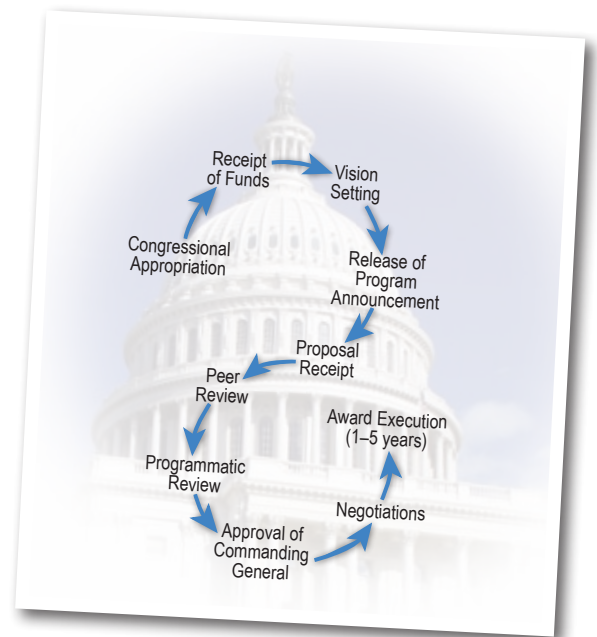 Congressional
Appropriation
Receipt
of Funds
Vision
Setting
Release of
Program
Announcement
Proposal
Receipt
Peer
Review
Programmatic
Review
Approval of
Commanding
General
Negotiations
Award Execution
(1–5 years)